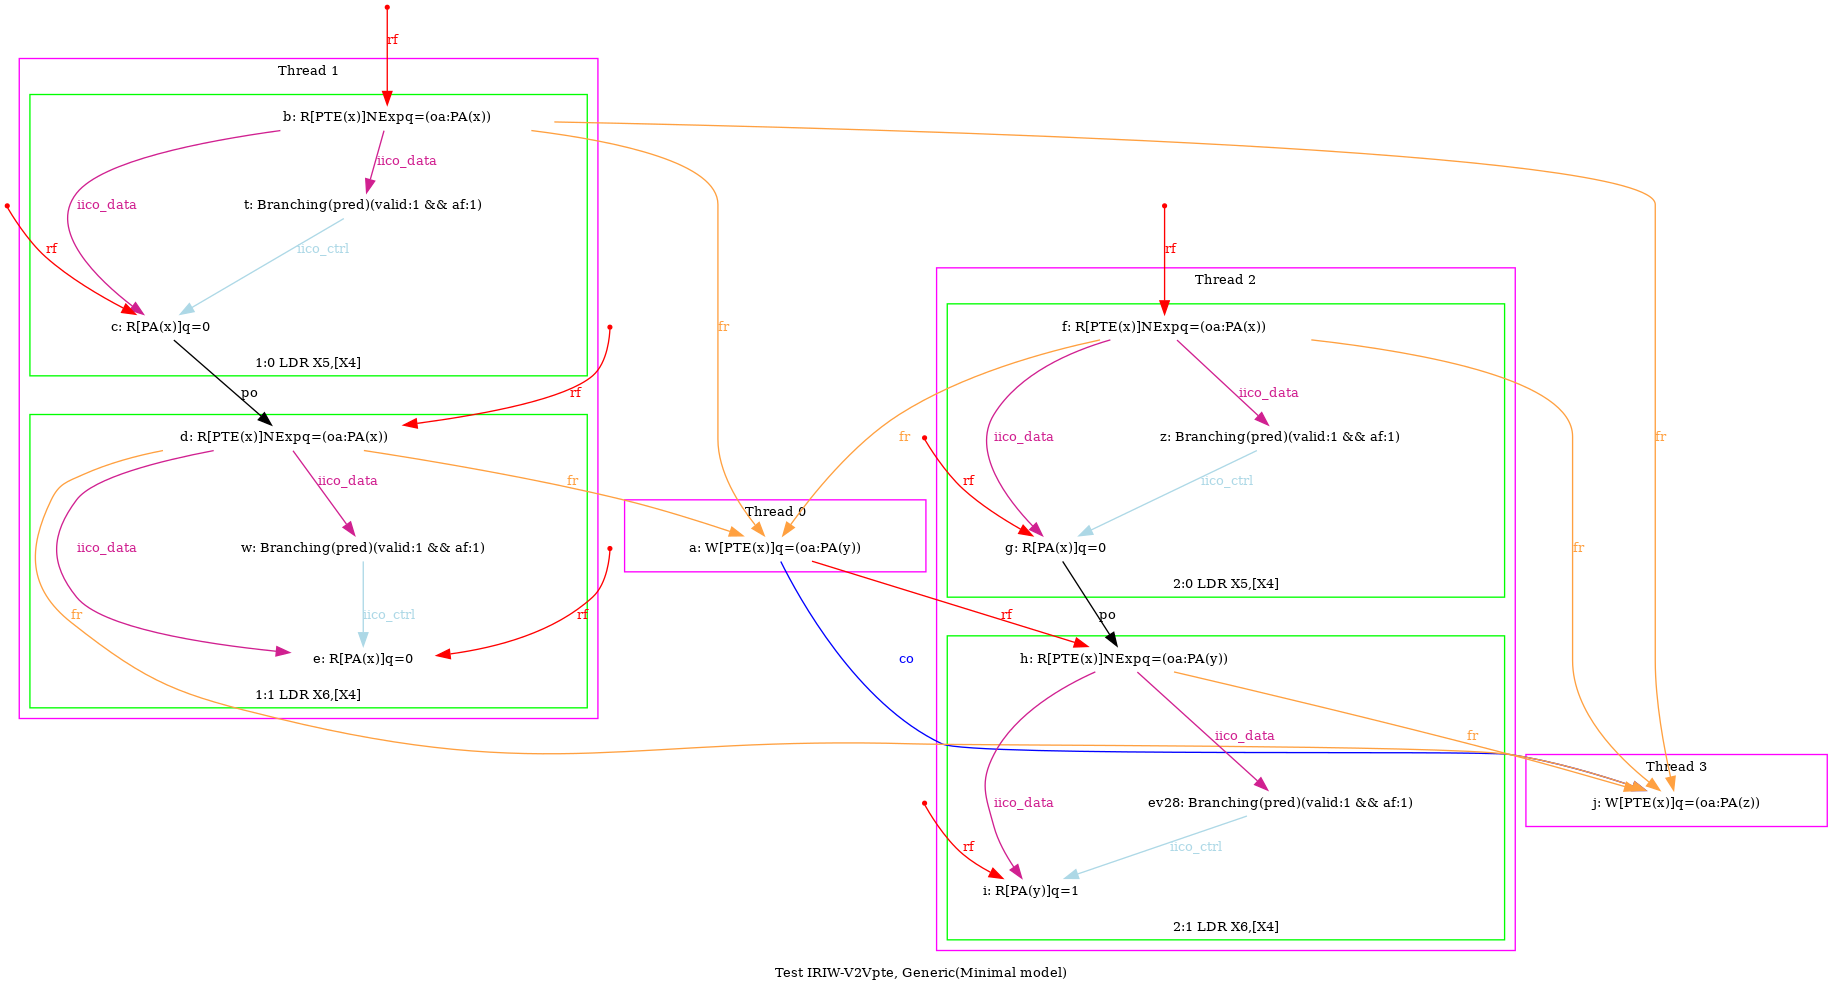 rf
Thread 1
b: R[PTE(x)]NExpq=(oa:PA(x))
iico_data
iico_data
t: Branching(pred)(valid:1 && af:1)
rf
iico_ctrl
c: R[PA(x)]q=0
1:0 LDR X5,[X4]
po
rf
d: R[PTE(x)]NExpq=(oa:PA(x))
iico_data
fr
iico_data
w: Branching(pred)(valid:1 && af:1)
fr
iico_ctrl
rf
e: R[PA(x)]q=0
1:1 LDR X6,[X4]
fr
Thread 0
a: W[PTE(x)]q=(oa:PA(y))
rf
co
rf
Thread 2
f: R[PTE(x)]NExpq=(oa:PA(x))
iico_data
fr
iico_data
z: Branching(pred)(valid:1 && af:1)
rf
iico_ctrl
g: R[PA(x)]q=0
fr
2:0 LDR X5,[X4]
po
h: R[PTE(x)]NExpq=(oa:PA(y))
iico_data
fr
iico_data
ev28: Branching(pred)(valid:1 && af:1)
rf
iico_ctrl
i: R[PA(y)]q=1
2:1 LDR X6,[X4]
fr
Thread 3
j: W[PTE(x)]q=(oa:PA(z))
Test IRIW-V2Vpte, Generic(Minimal model)